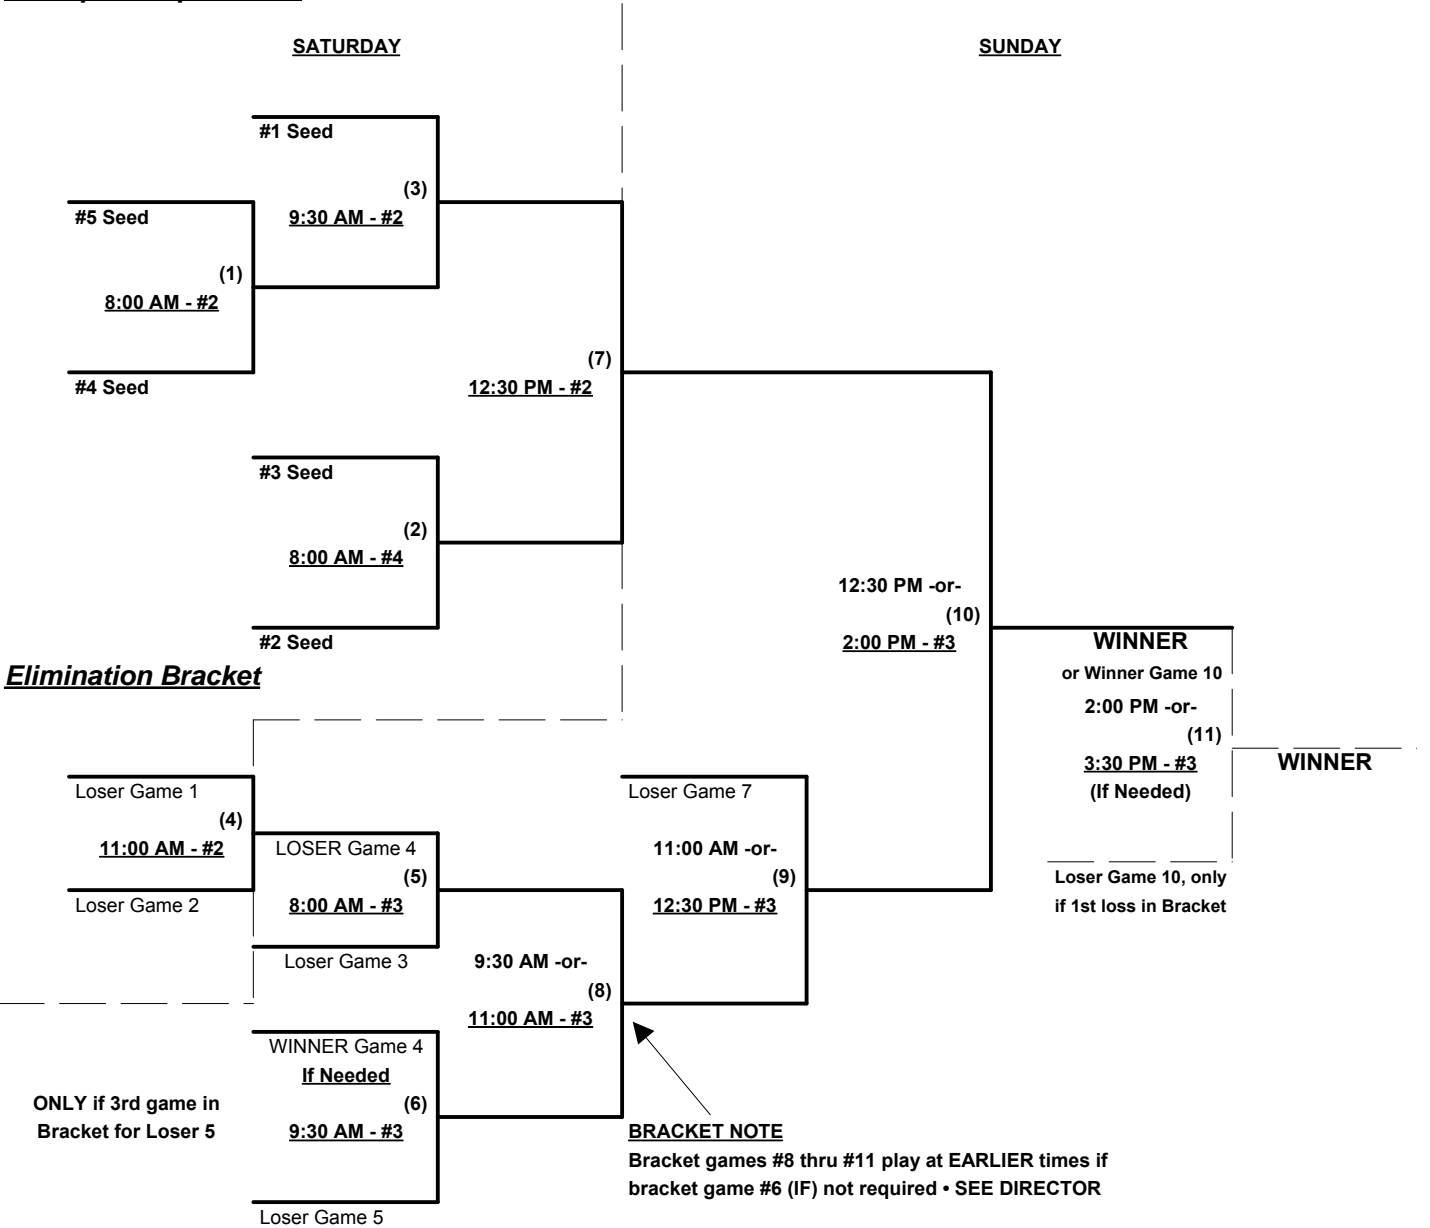 SATURDAY
SUNDAY
#1 Seed
(3)
9:30 AM - #2
#5 Seed
(1)
8:00 AM - #2
#4 Seed
(7)
12:30 PM - #2
#3 Seed
(2)
8:00 AM - #4
#2 Seed
12:30 PM -or-
(10)
2:00 PM - #3
WINNER
or Winner Game 10
2:00 PM -or-
(11)
3:30 PM - #3
(If Needed)
WINNER
Loser Game 10, only
if 1st loss in Bracket
Elimination Bracket
Loser Game 1
(4)
11:00 AM - #2
Loser Game 2
LOSER Game 4
(5)
8:00 AM - #3
Loser Game 3
Loser Game 7
11:00 AM -or-
(9)
12:30 PM - #3
9:30 AM -or-
(8)
11:00 AM - #3
WINNER Game 4
If Needed
(6)
9:30 AM - #3
Loser Game 5
ONLY if 3rd game in
Bracket for Loser 5
BRACKET NOTE
Bracket games #8 thru #11 play at EARLIER times if
bracket game #6 (IF) not required • SEE DIRECTOR